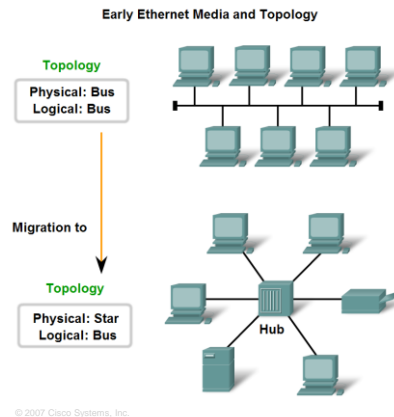 Early Ethernet Media and Topology
Topology
Physical: Bus
Logical: Bus
Migration to
Topology
Physical: Star
Logical: Bus
Hub
© 2007 Cisco Systems, Inc.